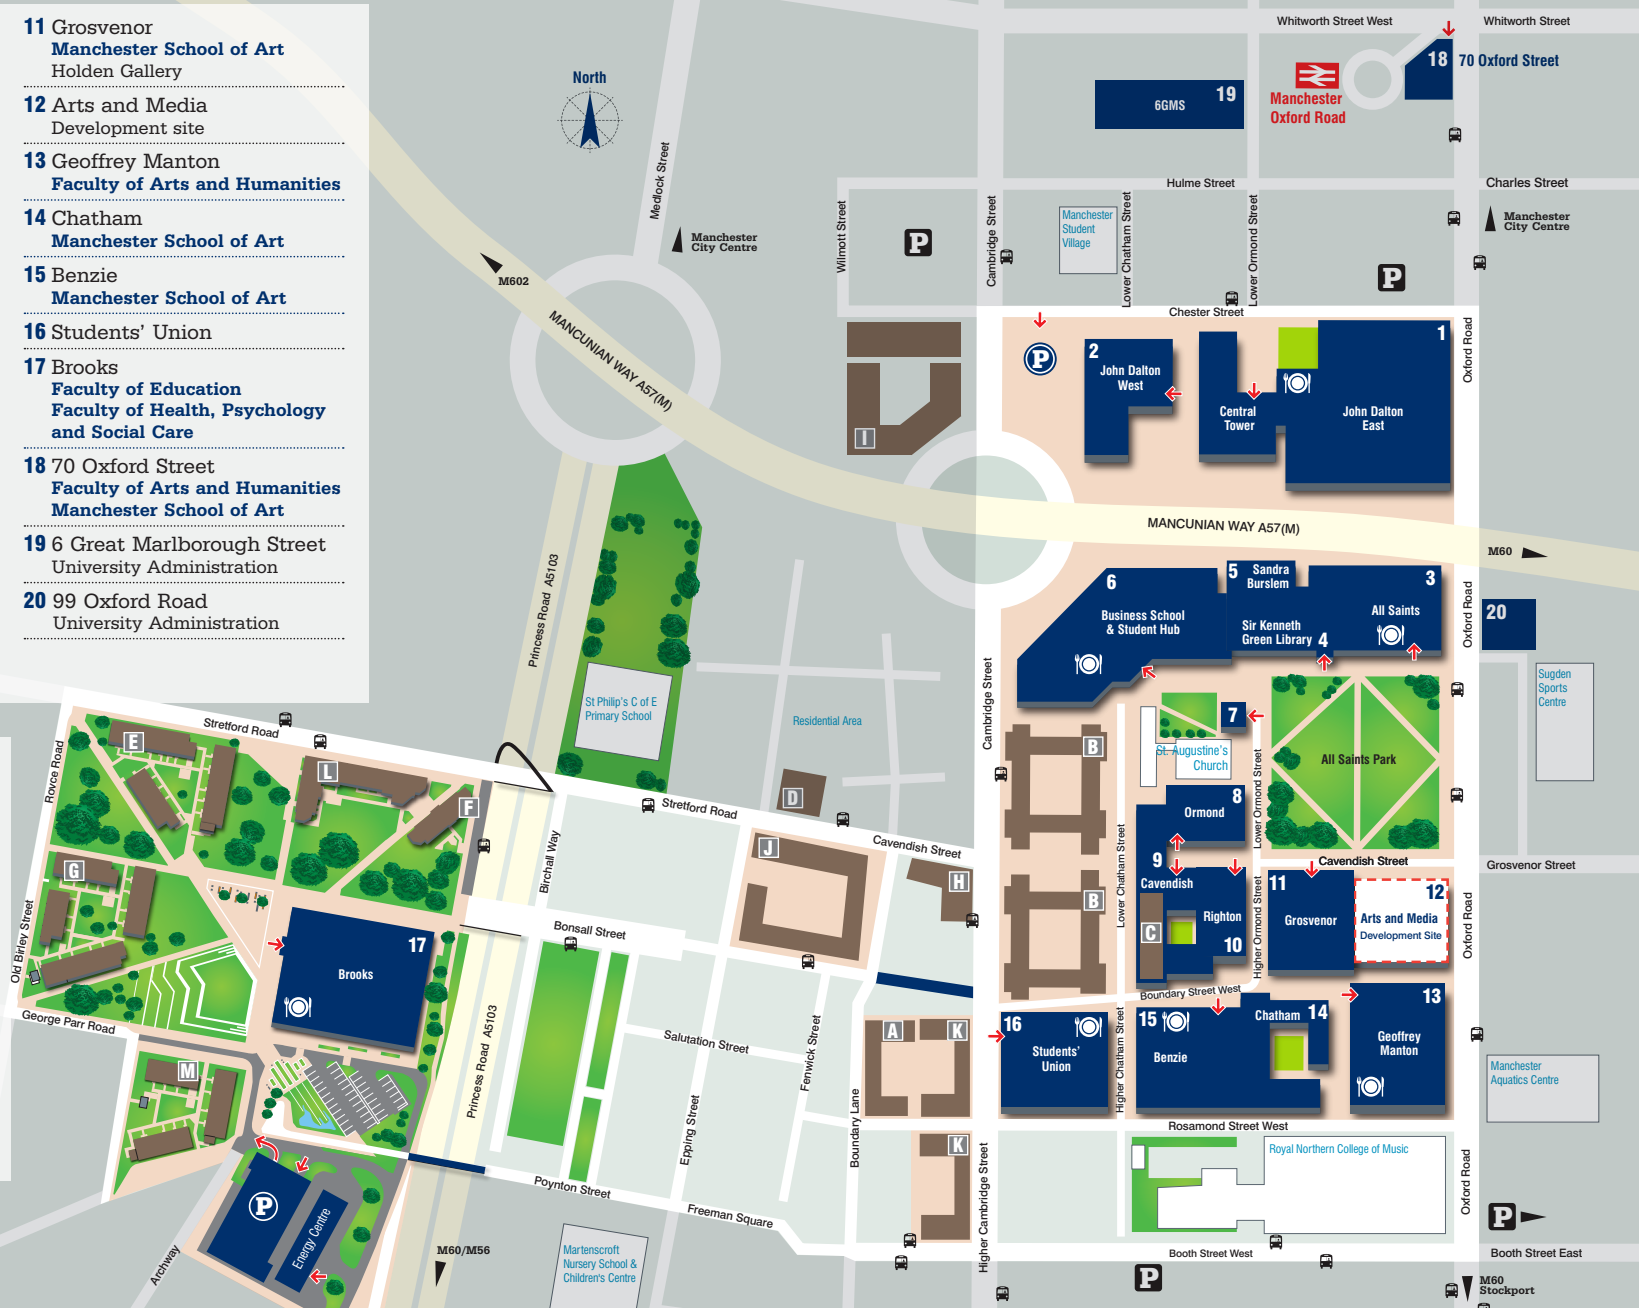 11 Grosvenor
Manchester School of Art
Holden Gallery
12 Arts and Media
Development site
13 Geoffrey Manton
Faculty of Arts and Humanities
14 Chatham
Manchester School of Art
15 Benzie
Manchester School of Art
16 Students' Union
17 Brooks
Faculty of Education
Faculty of Health, Psychology
and Social Care
18 70 Oxford Street
Faculty of Arts and Humanities
Manchester School of Art
19 6 Great Marlborough Street
University Administration
20 99 Oxford Road
University Administration
North
Whitworth Street West
Whitworth Street
18 70 Oxford Street
Manchester
Oxford Road
19
6GMS
Medlock Street
Manchester
City Centre
M602
MANCUNIAN WAY A57(M)
Wilmott Street
P
Cambridge Street
Hulme Street
Charles Street
Manchester
Student
Village
Lower Chatham Street
Lower Ormond Street
Manchester
City Centre
P
Chester Street
Oxford Road
P
2
John Dalton
West
Central
Tower
1
John Dalton
East
I
MANCUNIAN WAY A57(M)
M60
Princess Road A5103
St Philip's C of E
Primary School
Residential Area
Cambridge Street
6
Business School
& Student Hub
5
Sandra
Burslem
Sir Kenneth
Green Library
4
3
All Saints
Oxford Road
20
Sugden
Sports
Centre
7
St. Augustine's
Church
Lower Ormond Street
All Saints Park
B
8
Ormond
Lower Chatham Street
9
Cavendish
B
C
Righton
10
Higher Ormond Street
Cavendish Street
Grosvenor Street
11
Grosvenor
12
Arts and Media
Development Site
Oxford Road
Boundary Street West
16
Students'
Union
Higher Chatham Street
15
Benzie
Chatham
14
13
Geoffrey
Manton
Manchester
Aquatics Centre
Rosamond Street West
Royal Northern College of Music
Oxford Road
P
Booth Street West
Booth Street East
P
M60
Stockport
Stretford Road
Royce Road
E
L
F
G
Old Birley Street
17
Brooks
George Parr Road
M
P
Energy Centre
Archway
Birchall Way
Stretford Road
D
Cavendish Street
J
H
Bonsall Street
Princess Road A5103
Salutation Street
Fenwick Street
Epping Street
Boundary Lane
A
K
K
Higher Cambridge Street
Poynton Street
Freeman Square
M60/M56
Martenscroft
Nursery School &
Children's Centre